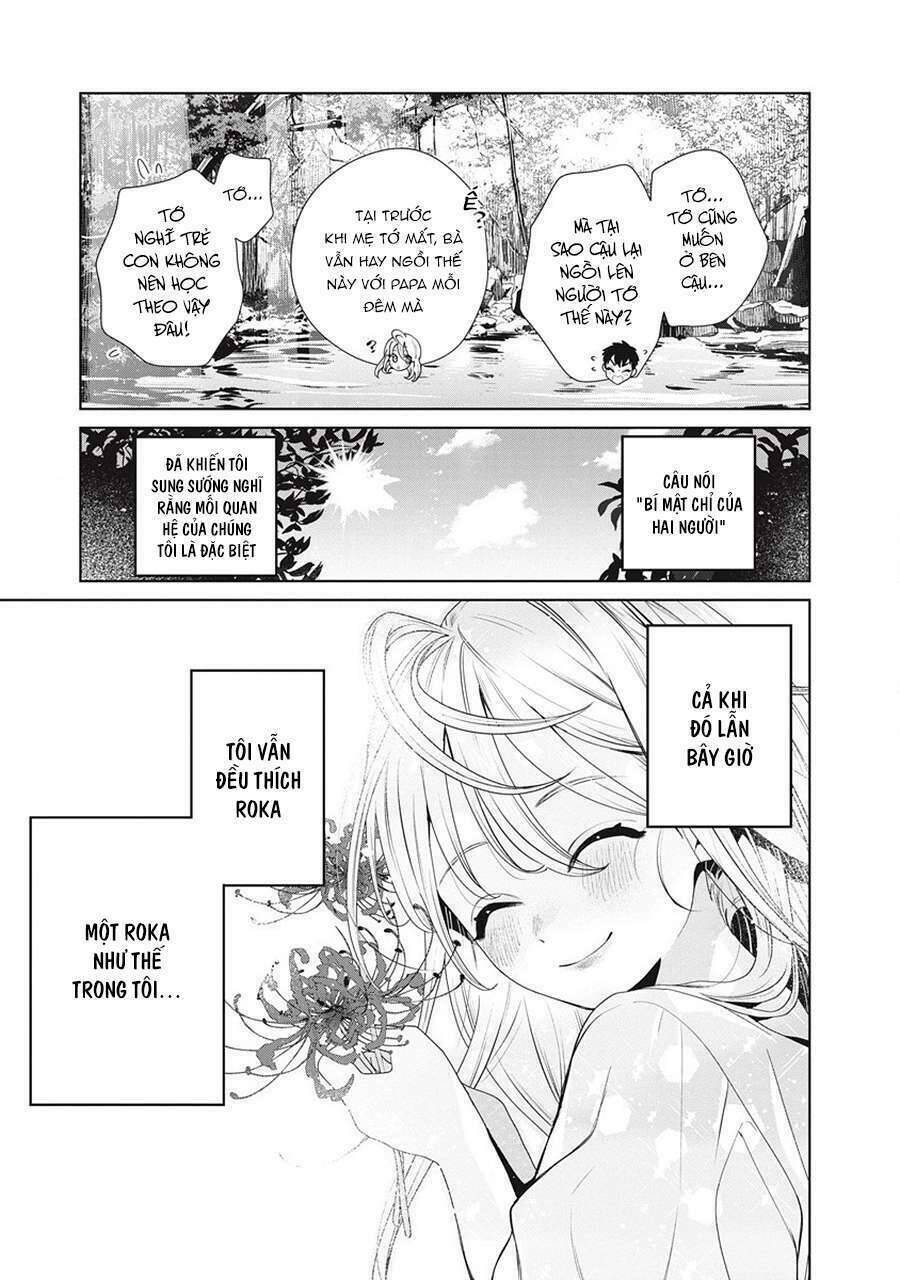 TỚ...
TỚ CŨNG
MUỐN
Ở BÊN
CẬU...
MÀ TẠI
SAO CẬU LẠI
NGỒI LÊN
NGƯỜI TỚ
THẾ NÀY?
Ể
?
TẠI TRƯỚC
KHI MẸ TỚ MẤT, BÀ
VẪN HAY NGỒI THẾ
NÀY VỚI PAPA MỖI
ĐÊM MÀ
?
TỚ...
TỚ
NGHĨ TRẺ
CON KHÔNG
NÊN HỌC
THEO VẬY
ĐÂU!
CÂU NÓI
"BÍ MẬT CHỈ CỦA
HAI NGƯỜI"
ĐÃ KHIẾN TÔI
SUNG SƯỚNG NGHĨ
RẰNG MỐI QUAN
HỆ CỦA CHÚNG
TÔI LÀ ĐẶC BIỆT
CẢ KHI
ĐÓ LẪN
BÂY GIỜ
TÔI VẪN
ĐỀU THÍCH
ROKA
MỘT ROKA
NHƯ THẾ
TRONG TÔI...